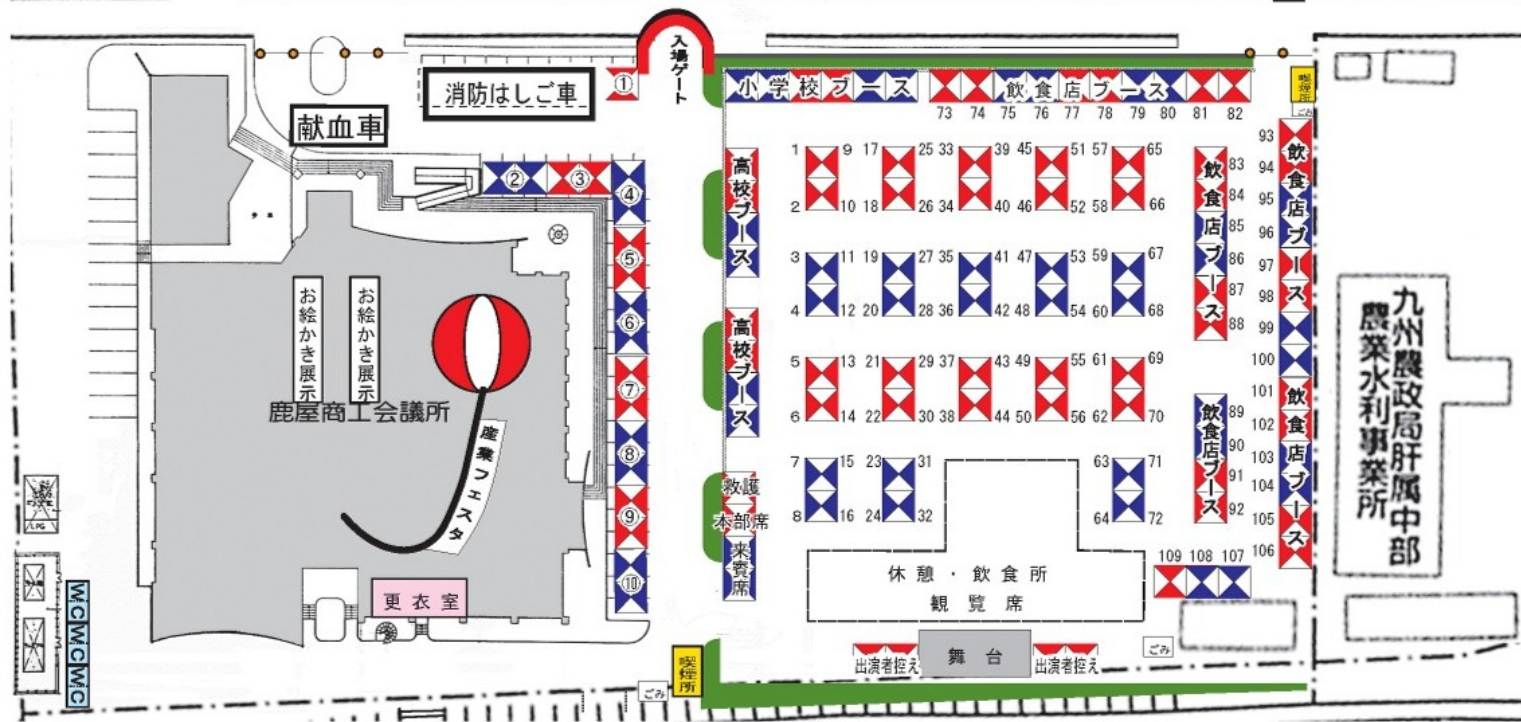 入場ゲート
①
消防はしご車
献血車
小学校ブース
飲食店ブース
73 74 75 76 77 78 79 80 81 82
喫煙所
ごみ
②
③
④
⑤
⑥
⑦
⑧
⑨
⑩
高校ブース
高校ブース
救護
本部席
来賓席
1 9 17 25 33 39 45 51 57 65
2 10 18 26 34 40 46 52 58 66
3 11 19 27 35 41 47 53 59 67
4 12 20 28 36 42 48 54 60 68
5 13 21 29 37 43 49 55 61 69
6 14 22 30 38 44 50 56 62 70
7 15 23 31 63 71
8 16 24 32 64 72
飲食店ブース
83
84
85
86
87
88
飲食店ブース
89
90
91
92
飲食店ブース
93
94
95
96
97
98
99
100
飲食店ブース
101
102
103
104
105
106
109 108 107
九州農政局肝属中部
農業水利事業所
お絵かき展示
お絵かき展示
鹿屋商工会議所
産業フェスタ
更衣室
LPG
WC
WC
WC
WC
休憩・飲食所
観覧席
出演者控え
舞台
出演者控え
ごみ
喫煙所
ごみ